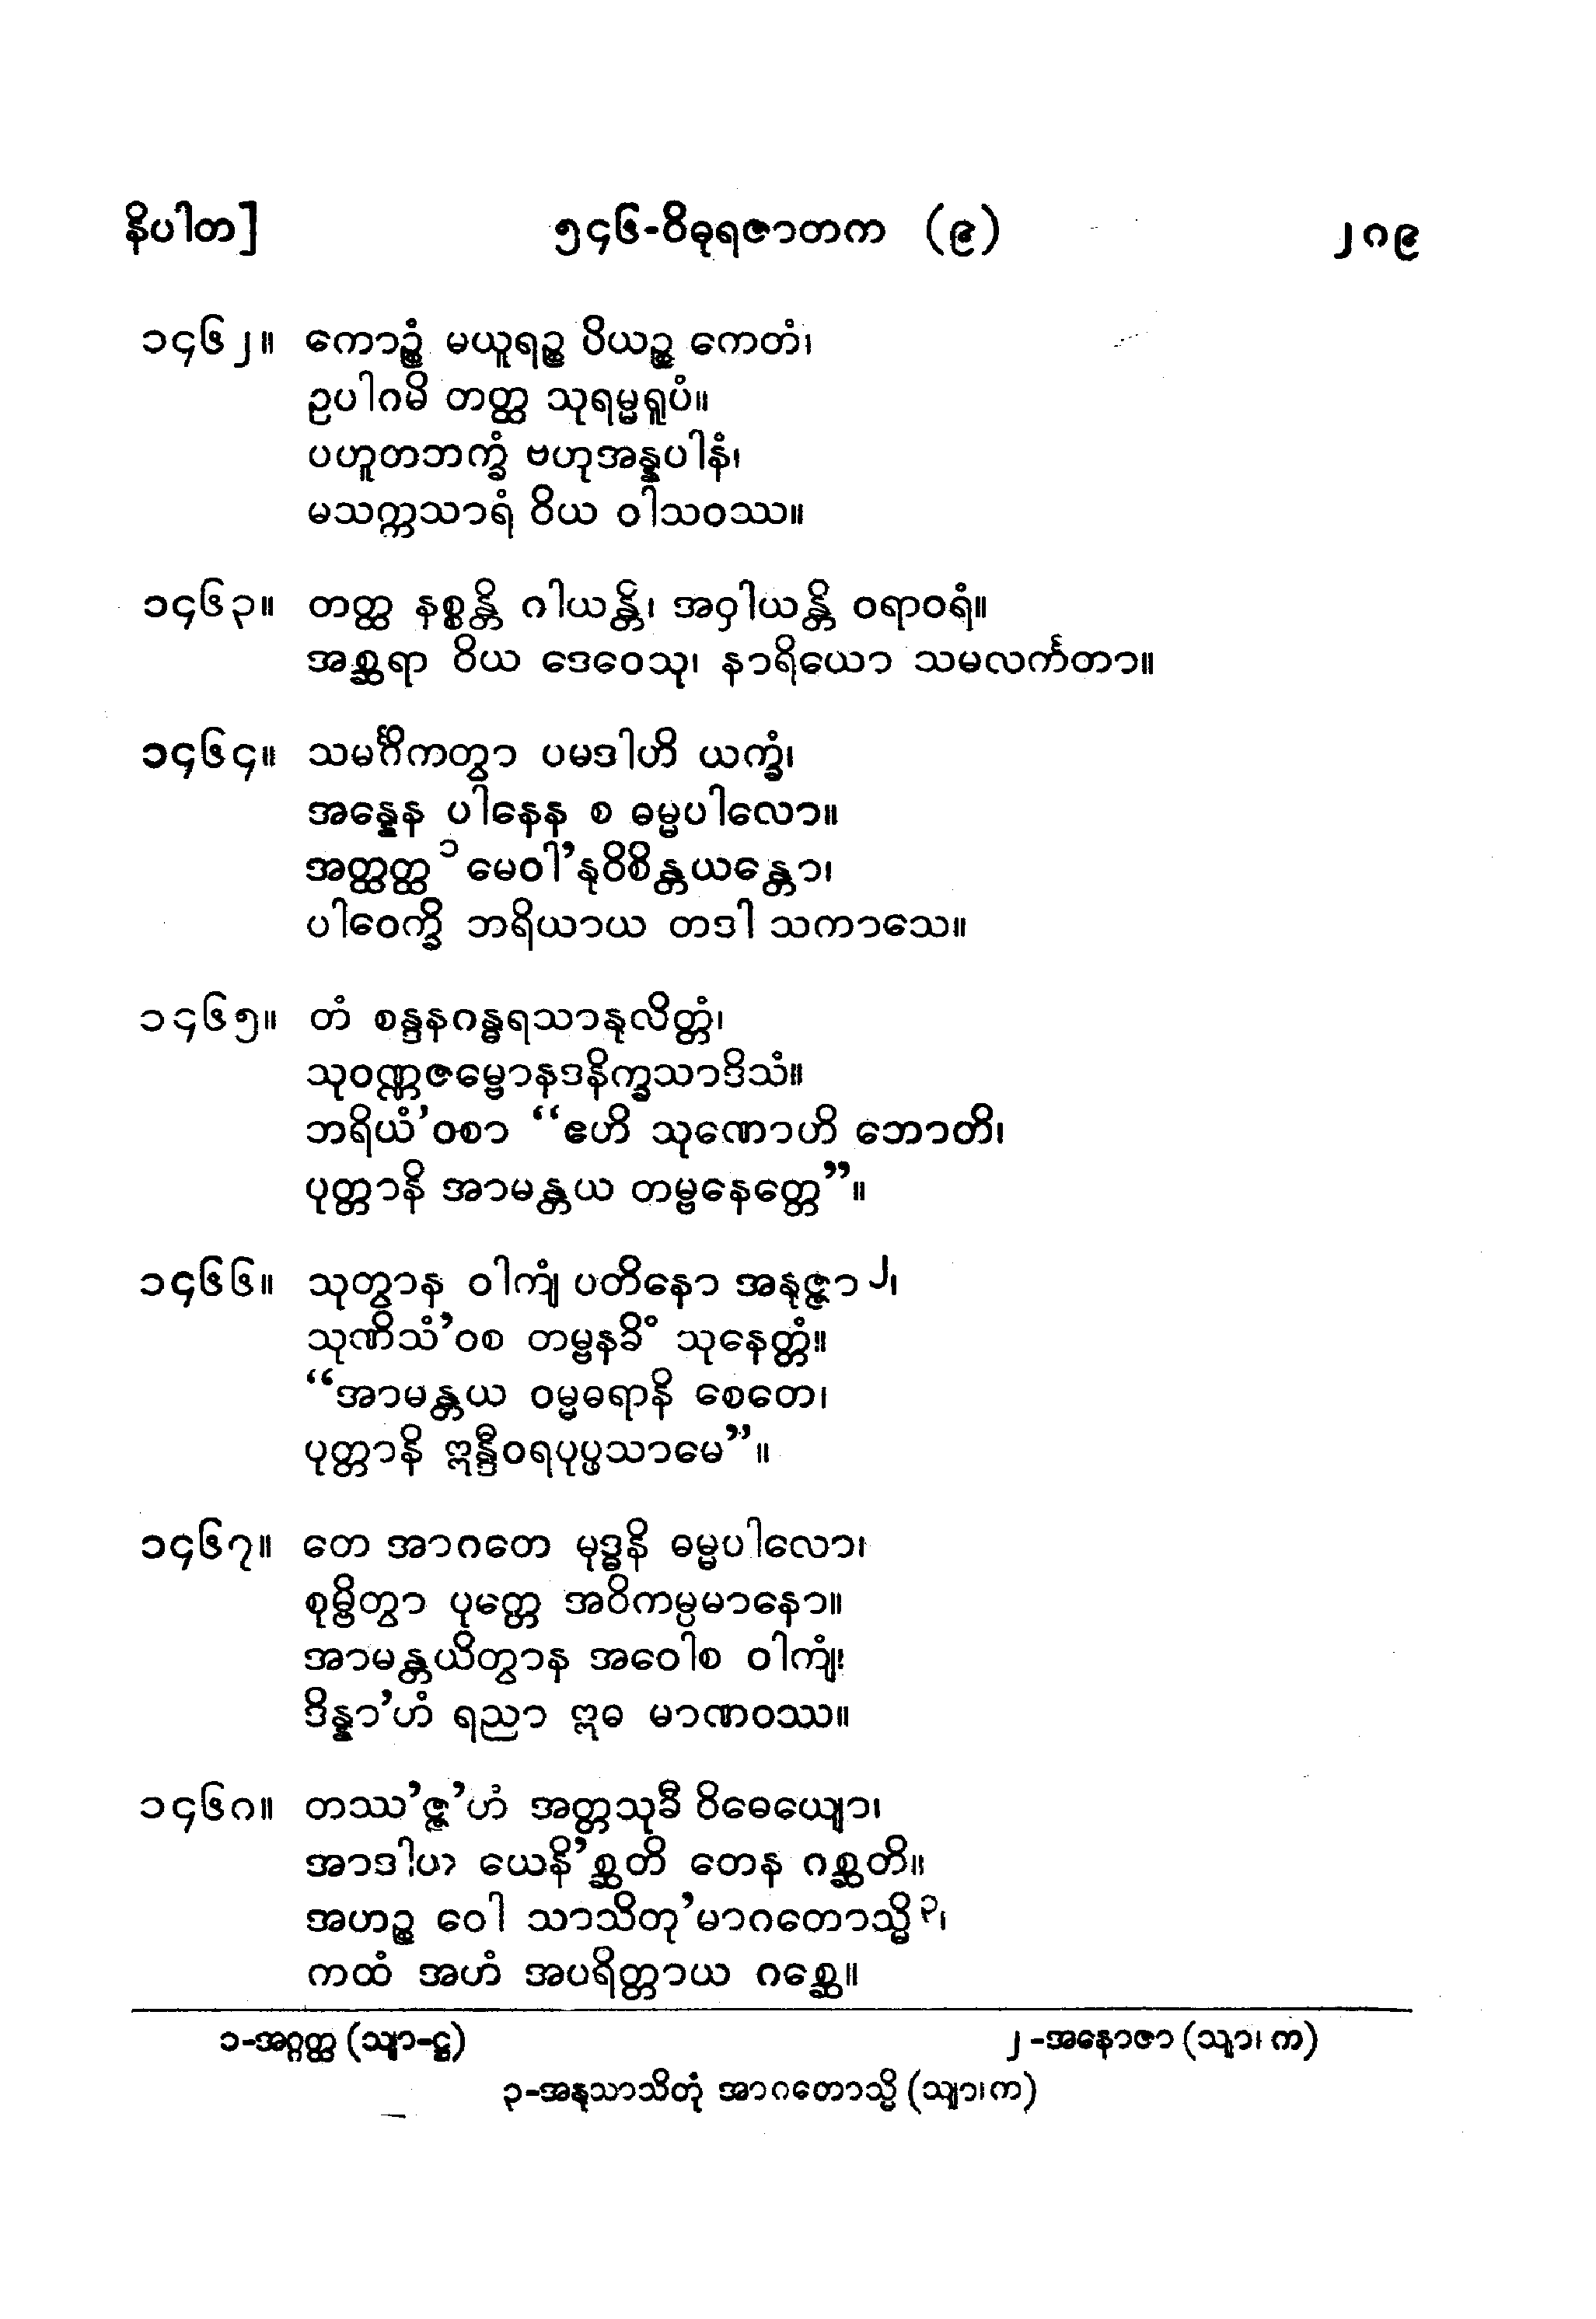 နိပါတ]	၅၄၆-ဝိဓုရဇာတက (၉)	၂၈၉
၁၄၆၂။ ကောဉ္စံ မယူရဉ္စ ပိယဉ္စ ကေတံ၊
ဥပါဂမိ တတ္ထ သုရမ္မရူပံ။
ပဟူတဘက္ခံ ဗဟုအန္နပါနံ၊
မသက္ကသာရံ ဝိယ ဝါသဝဿ။
၁၄၆၃။ တတ္ထ နစ္စန္တိ ဂါယန္တိ၊ အဝှါယန္တိ ဝရာဝရံ။
အစ္ဆရာ ဝိယ ဒေဝေသု၊ နာရိယော သမလင်္ကတာ။
၁၄၆၄။ သမင်္ဂိကတွာ ပမဒါဟိ ယက္ခံ၊
အန္နေန ပါနေန စ ဓမ္မပါလော။
အတ္ထတ္ထ ၁ မေဝါ’နုဝိစိန္တယန္တော၊
ပါဝေက္ခိ ဘရိယာယ တဒါ သကာသေ။
၁၄၆၅။ တံ စန္ဒနဂန္ဓရသာနုလိတ္တံ၊
သုဝဏ္ဏဇမ္ဗောနဒနိက္ခသာဒိသံ။
ဘရိယံ’ဝစာ “ဧဟိ သုဏောဟိ ဘောတိ၊
ပုတ္တာနိ အာမန္တယ တမ္ဗနေတ္တေ”။
၁၄၆၆။ သုတွာန ဝါကျံ ပတိနော အနုဇ္ဇာ ၂၊
သုဏိသံ’ဝစ တမ္ဗနခိံ သုနေတ္တံ။
“အာမန္တယ ဝမ္မဓရာနိ စေတေ၊
ပုတ္တာနိ ဣန္ဒီဝရပုပ္ဖသာမေ”။
၁၄၆၇။ တေ အာဂတေ မုဒ္ဓနိ ဓမ္မပါလော၊
စုမ္ဗိတွာ ပုတ္တေ အဝိကမ္ပမာနော။
အာမန္တယိတွာန အဝေါစ ဝါကျံ၊
ဒိန္နာ’ဟံ ရညာ ဣဓ မာဏဝဿ။
၁၄၆၈။ တဿ’ဇ္ဇ’ဟံ အတ္တသုခီ ဝိဓေယျော၊
အာဒါယ ယေနိ’စ္ဆတိ တေန ဂစ္ဆတိ။
အဟဉ္စ ဝေါ သာသိတု’မာဂတောသ္မိ ၃၊
ကထံ အဟံ အပရိတ္တာယ ဂစ္ဆေ။
၁-အဂ္ဂတ္ထ (သျာ-ဋ္ဌ)	၂-အနောဇာ (သျာ၊ က)
၃-အနုသာသိတုံ အာဂတောသ္မိ (သျာ၊က)